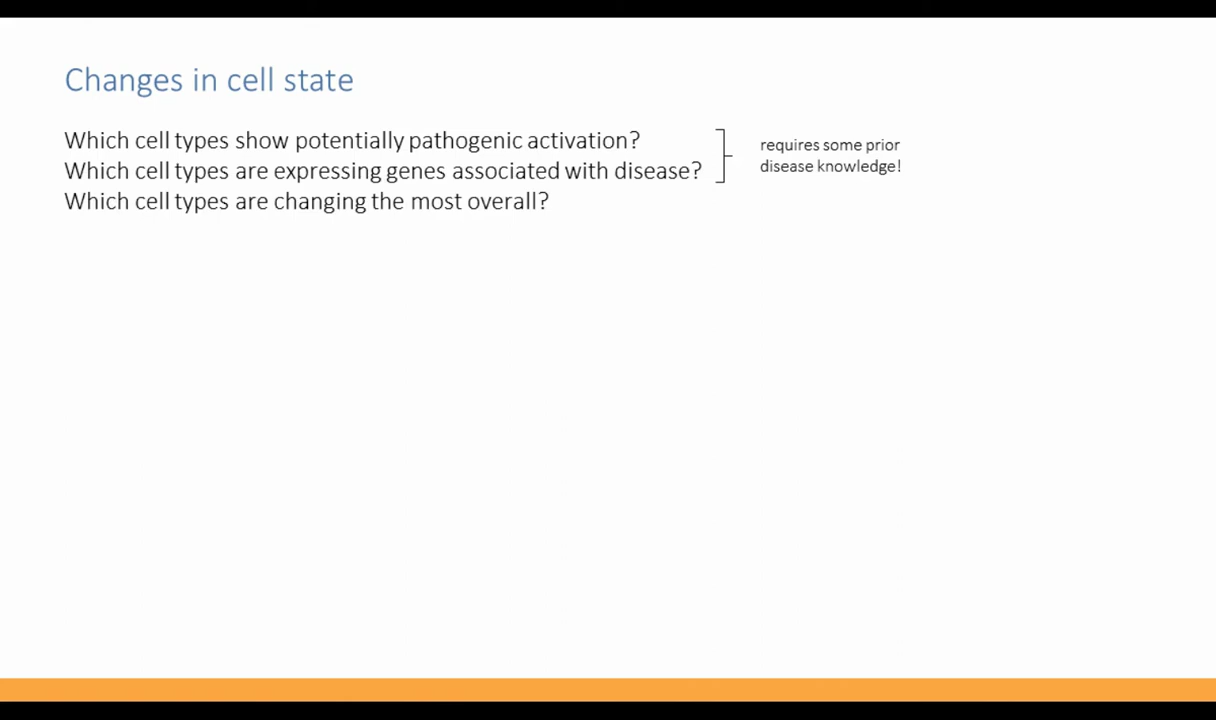 Changes in cell state
Which cell types show potentially pathogenic activation?
Which cell types are expressing genes associated with disease?
Which cell types are changing the most overall?
requires some prior
disease knowledge!